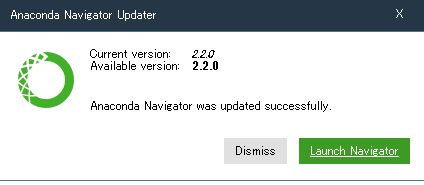 Anaconda Navigator Updater X
Current version: 2.2.0
Available version: 2.2.0
Anaconda Navigator was updated successfully.
Dismiss Launch Navigator